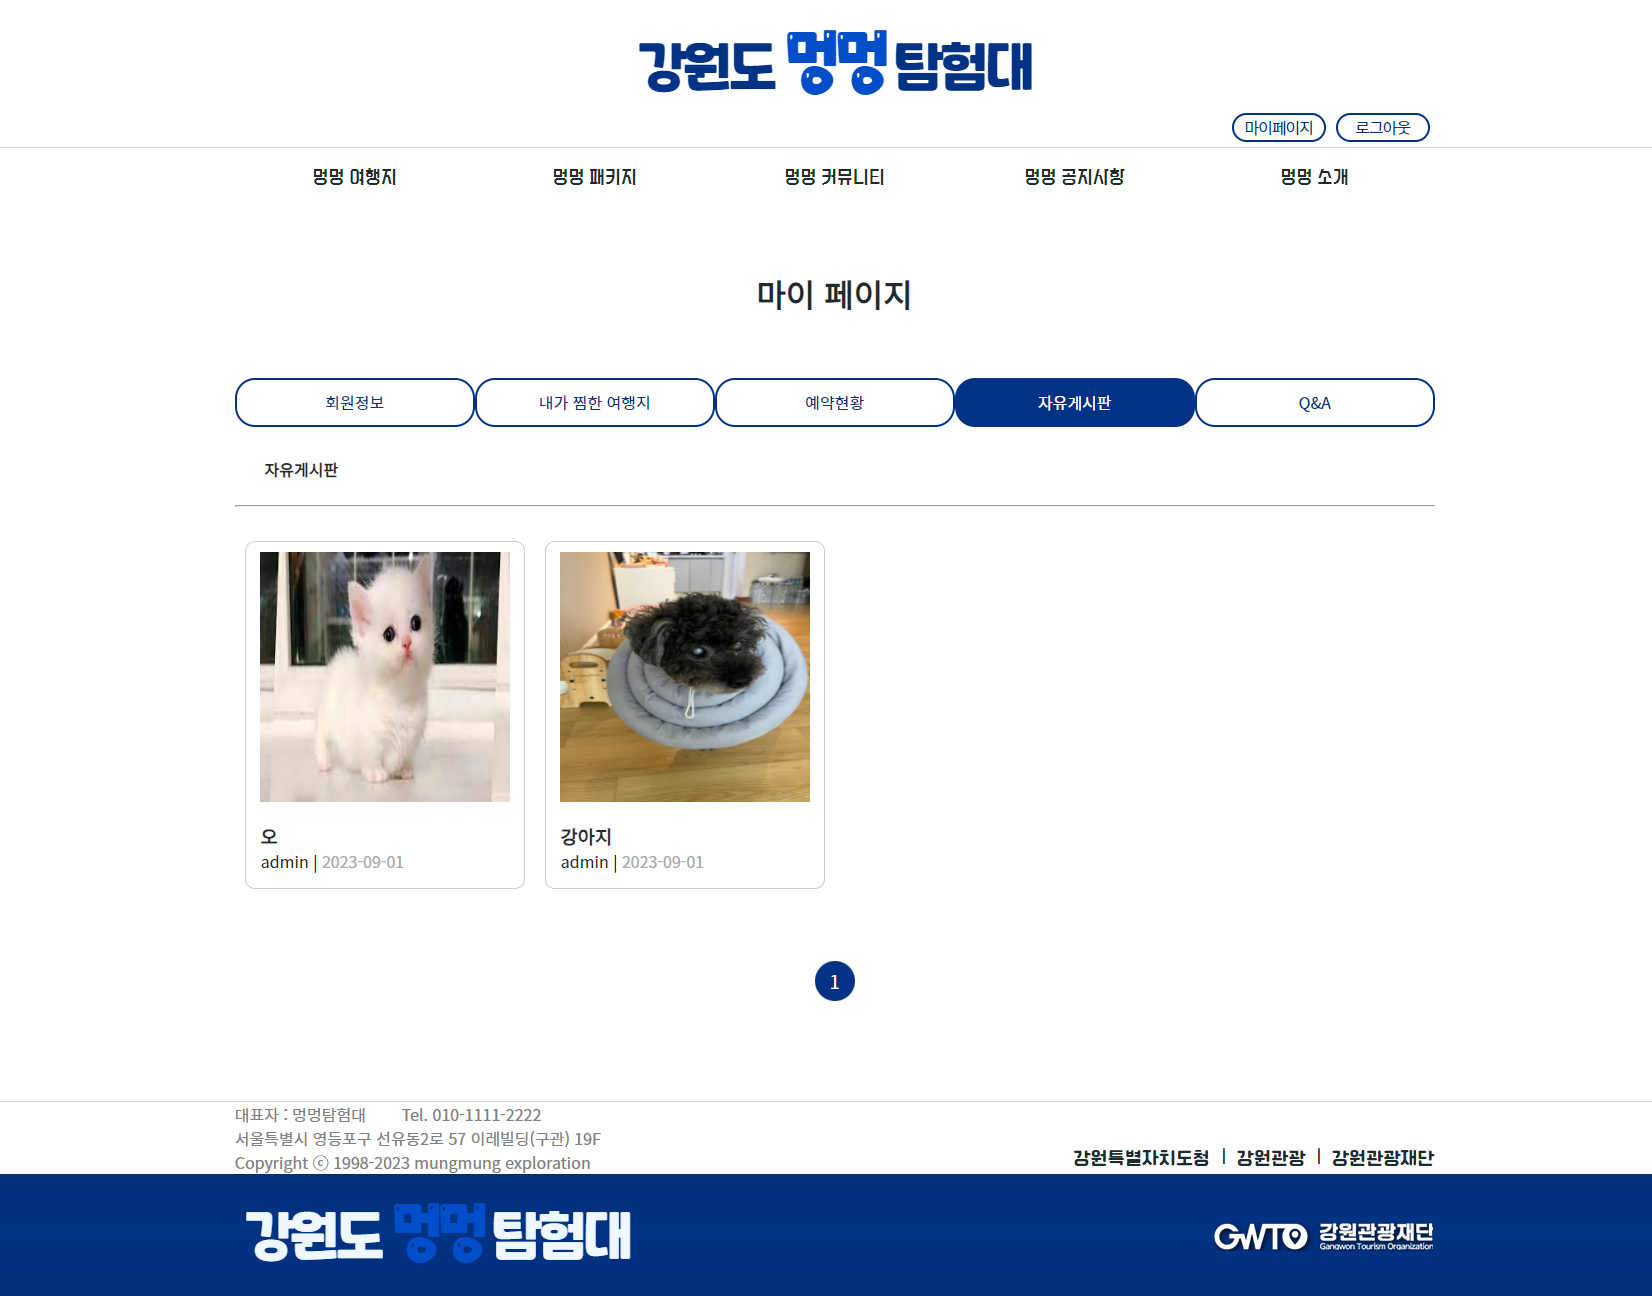 강원도 멍멍 탐험대
마이페이지 로그아웃
멍멍 여행지 멍멍 패키지 멍멍 커뮤니티 멍멍 공지사항 멍멍 소개
마이 페이지
회원정보 내가 찜한 여행지 예약현황 자유게시판 Q&A
자유게시판
오
admin | 2023-09-01
강아지
admin | 2023-09-01
1
대표자 : 멍멍탐험대 Tel. 010-1111-2222
서울특별시 영등포구 선유동2로 57 이레빌딩(구관) 19F
Copyright ⓒ 1998-2023 mungmung exploration
강원특별자치도청 | 강원관광 | 강원관광재단
강원도 멍멍 탐험대
GWTO 강원관광재단
Gangwon Tourism Organization